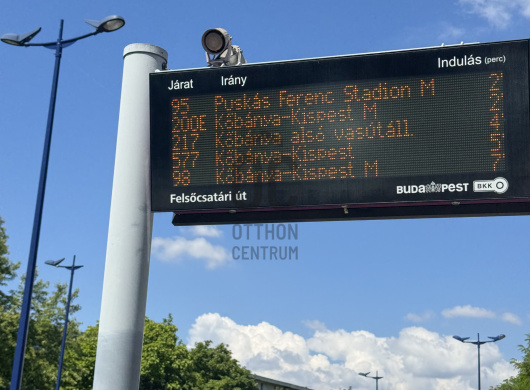 Járat Irány Indulás (perc)
95 Puskás Ferenc Stadion M 2'
200E Kőbánya-Kispest M 2'
217 Kőbánya alsó vasútáll. 4'
577 Kőbánya-Kispest 5'
98 Kőbánya-Kispest M 7'
Felsőcsatári út BUDAPEST BKK
OTTHON
CENTRUM